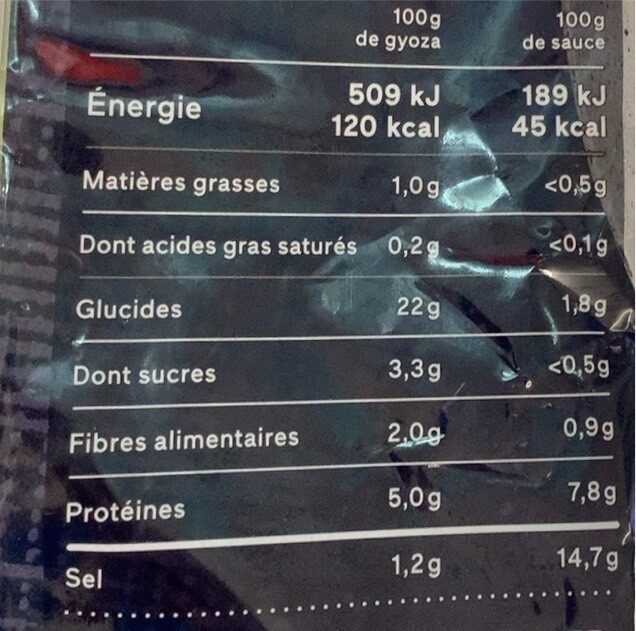 100g 100g
de gyoza de sauce
Énergie 509 kJ 189 kJ
120 kcal 45 kcal
Matières grasses 1,0g <0,5g
Dont acides gras saturés 0,2g <0,1g
Glucides 22g 1,8g
Dont sucres 3,3g <0,5g
Fibres alimentaires 2,0g 0,9g
Protéines 5,0g 7,8g
Sel 1,2g 14,7g